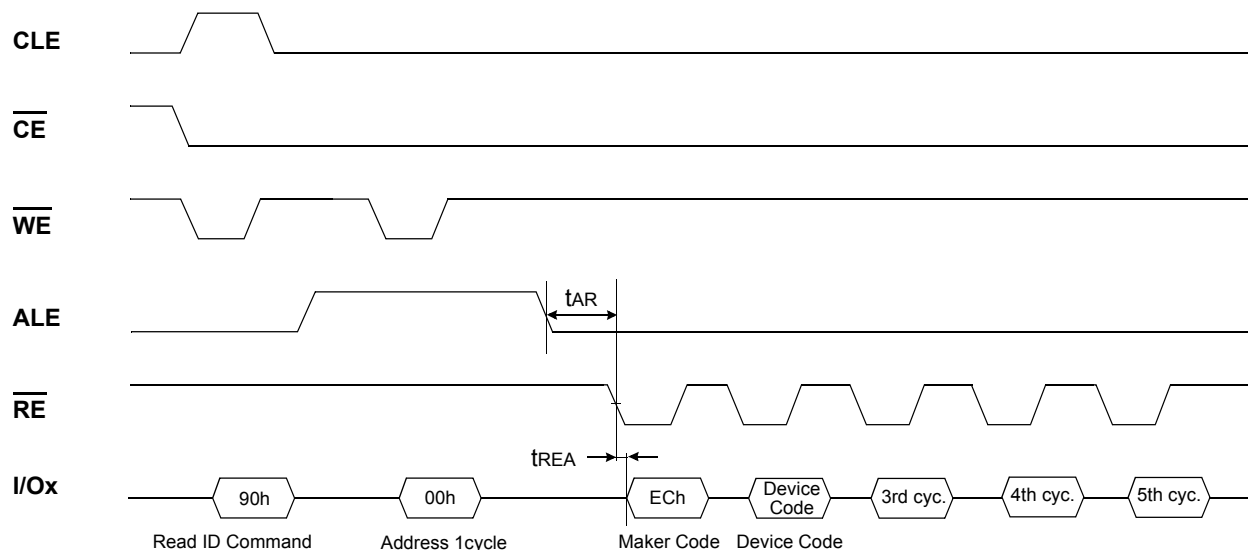 CLE
CE
WE
ALE
tAR
RE
tREA
I/Ox
90h
00h
ECh
Device
Code
3rd cyc.
4th cyc.
5th cyc.
Read ID Command
Address 1cycle
Maker Code
Device Code